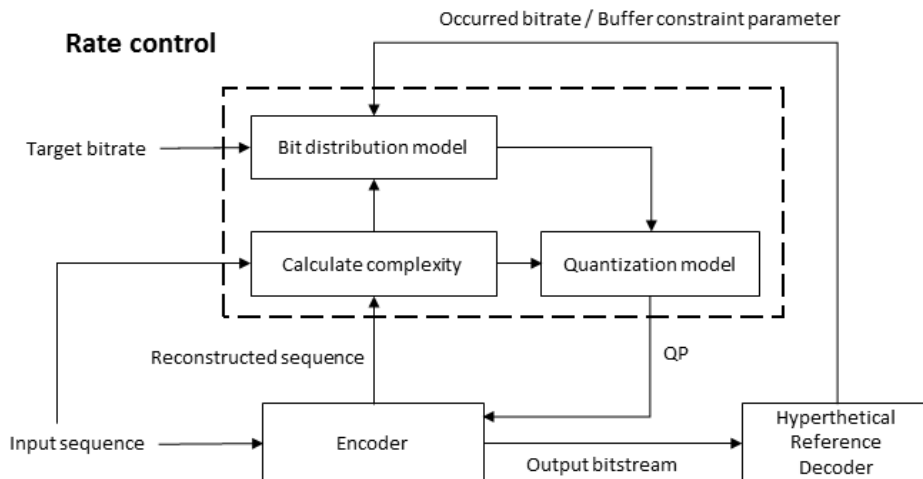 Occurred bitrate / Buffer constraint parameter
Rate control
Target bitrate
Bit distribution model
Calculate complexity
Quantization model
Reconstructed sequence
QP
Input sequence
Encoder
Output bitstream
Hyperthetical
Reference
Decoder